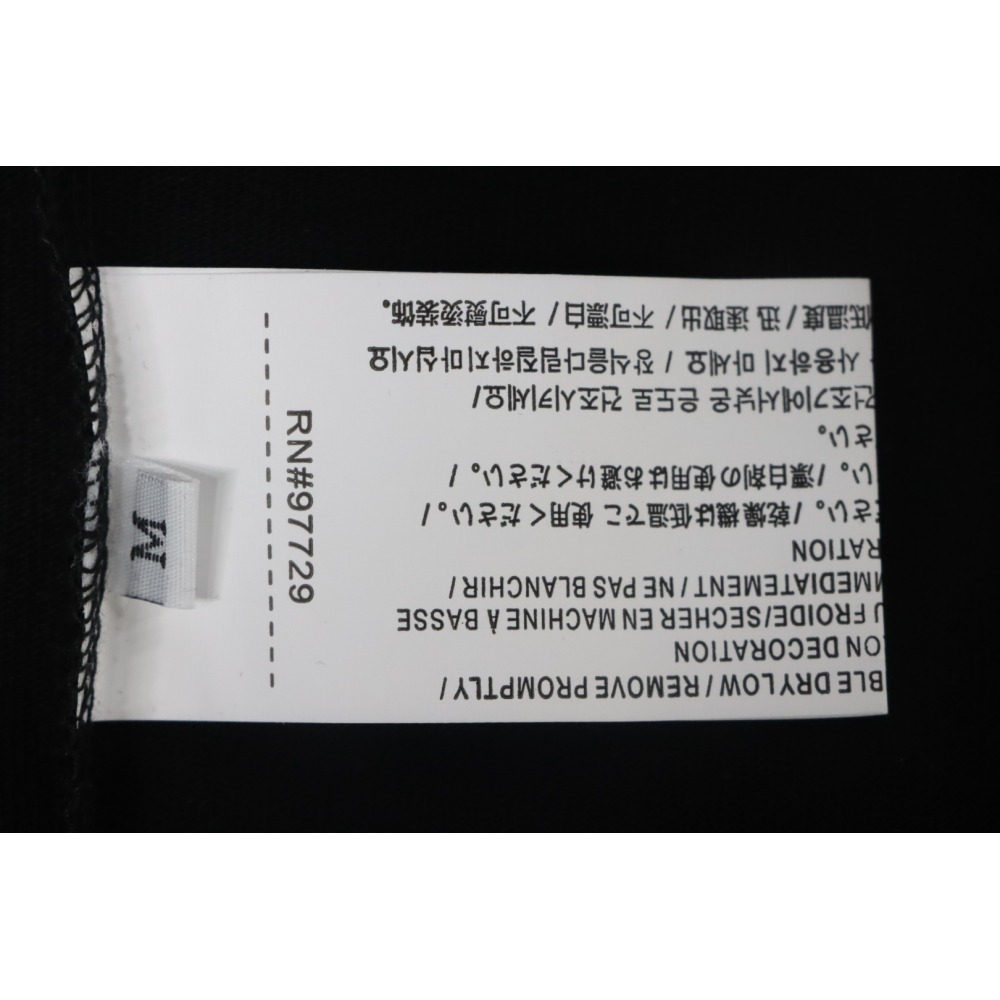 BLE DRY LOW / REMOVE PROMPTLY /
ON DECORATION
U FROIDE/SECHER EN MACHINE À BASSE
MMEDIATEMENT / NE PAS BLANCHIR /
RATION
さい。/乾燥機は低温でご使用ください。/
い。/漂白剤の使用はお避けください。/
さい。
건조기에서낮은 온도로 건조시키세요/
사용하지 마세요 / 장식을다림질하지마십시요
低温度/ 迅 速取出 / 不可漂白 / 不可熨烫装饰。
RN#97729
M